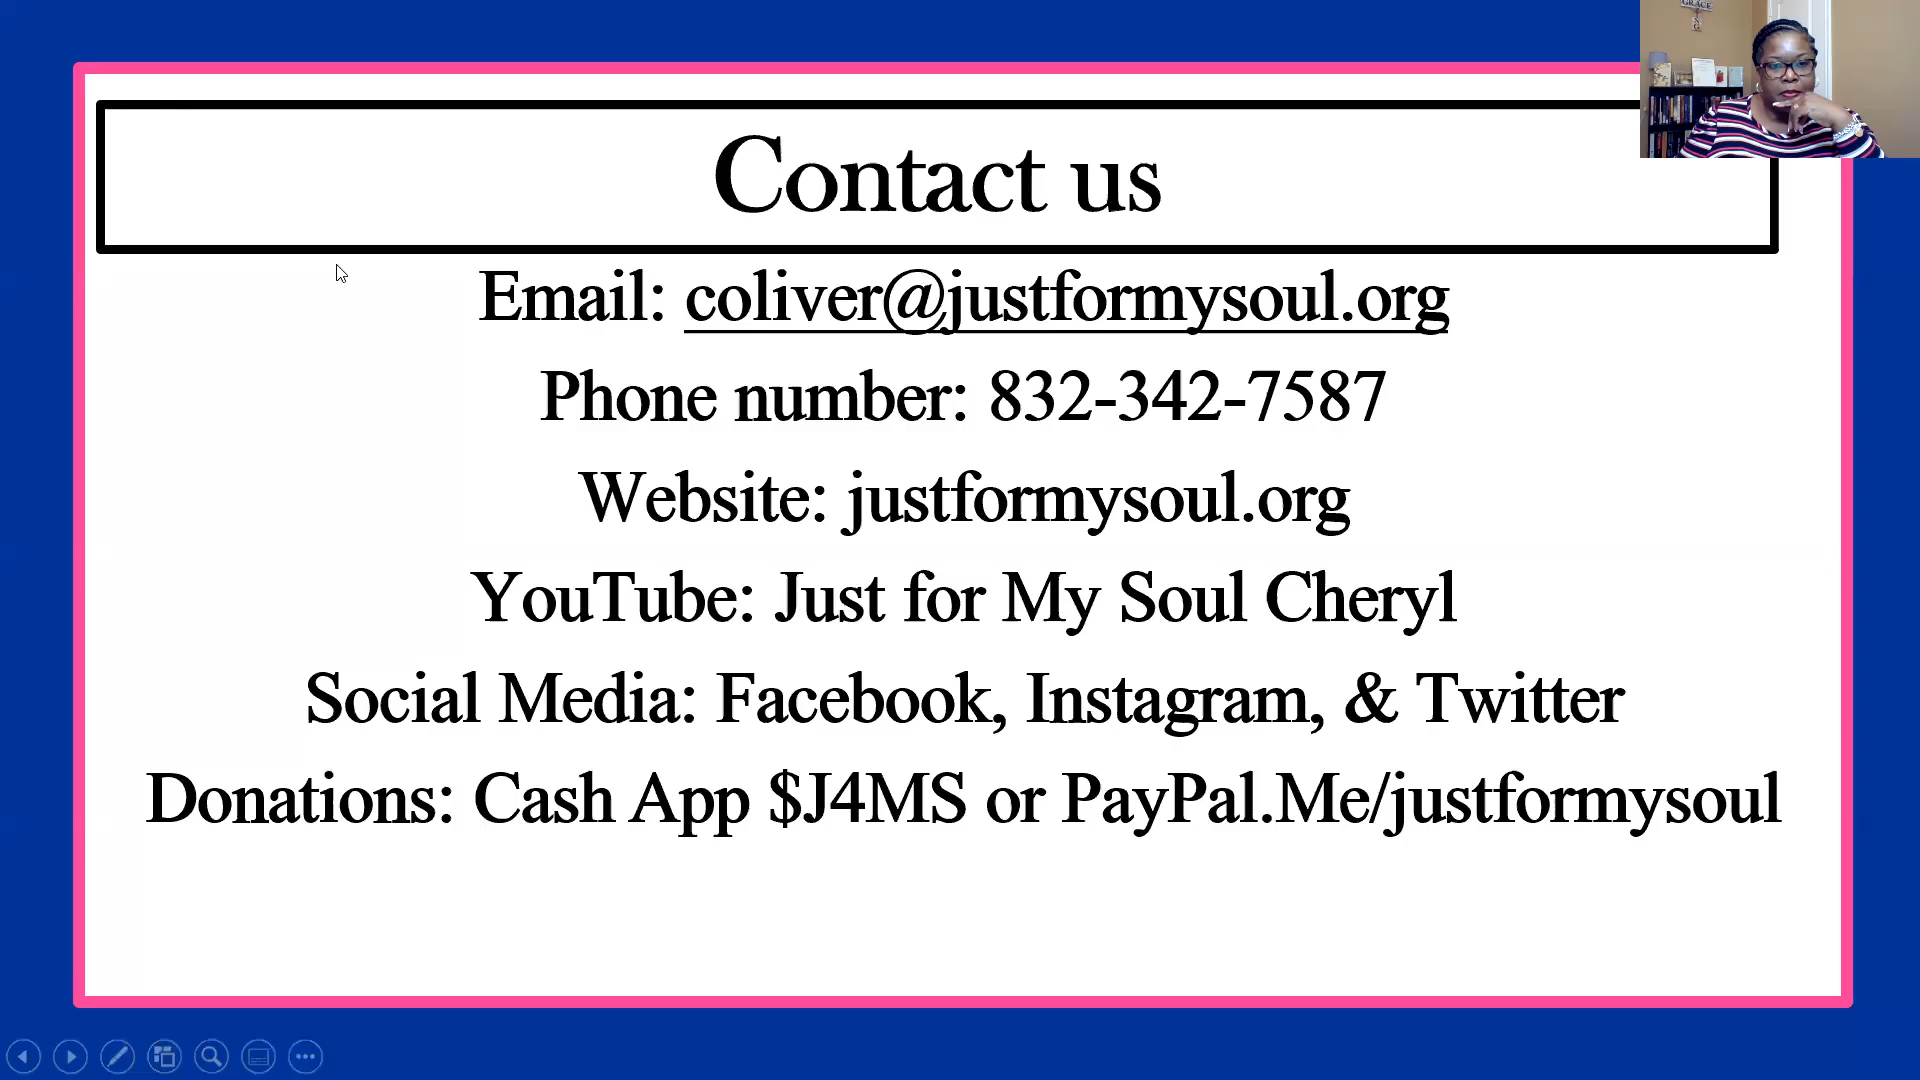 GRACE
Contact us
Email: coliver@justformysoul.org
Phone number: 832-342-7587
Website: justformysoul.org
YouTube: Just for My Soul Cheryl
Social Media: Facebook, Instagram, & Twitter
Donations: Cash App $J4MS or PayPal.Me/justformysoul